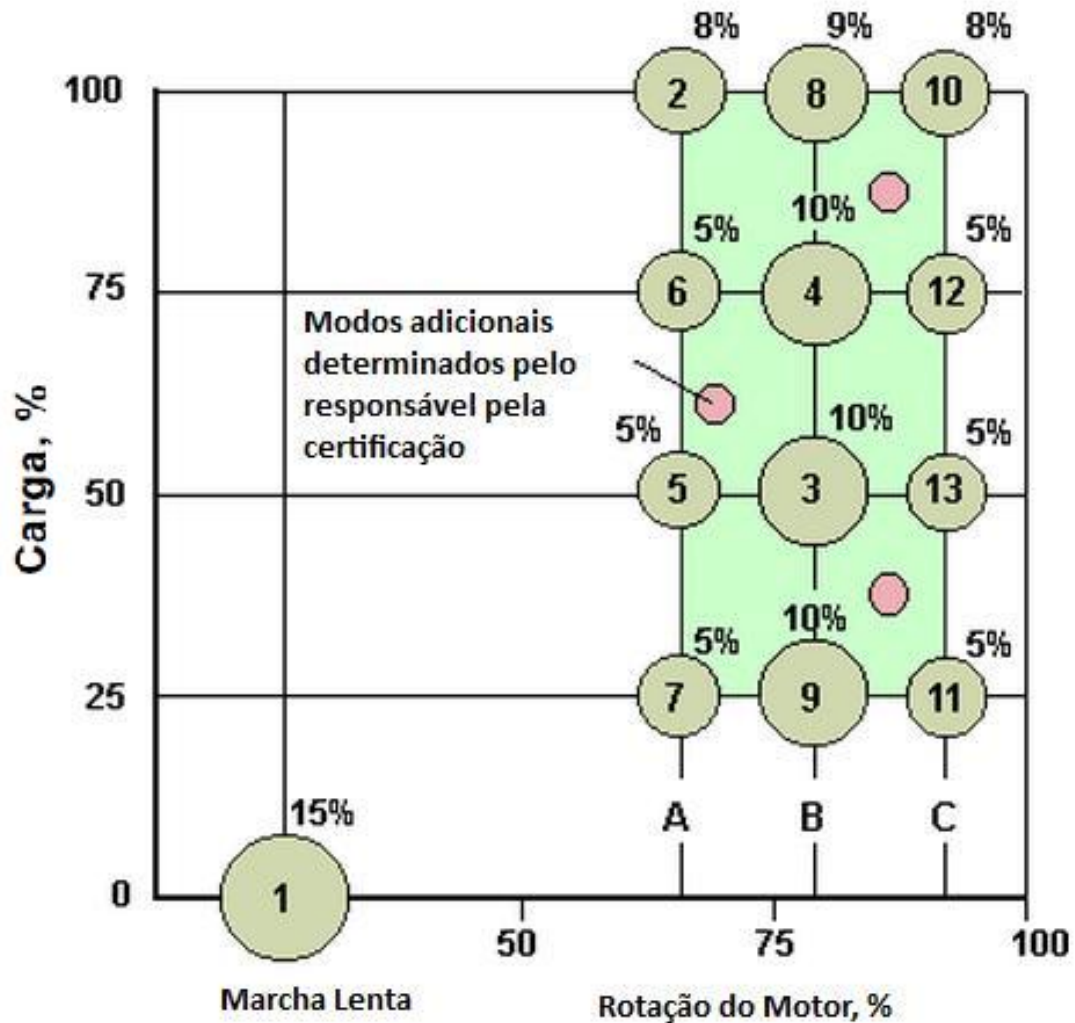 8% 9% 8%
100 2 8 10
10%
5% 5%
75 6 4 12
Modos adicionais
determinados pelo
responsável pela
certificação
5% 10% 5%
50 5 3 13
Carga, %
10%
5% 5%
25 7 9 11
15% A B C
0 1
50 75 100
Marcha Lenta Rotação do Motor, %